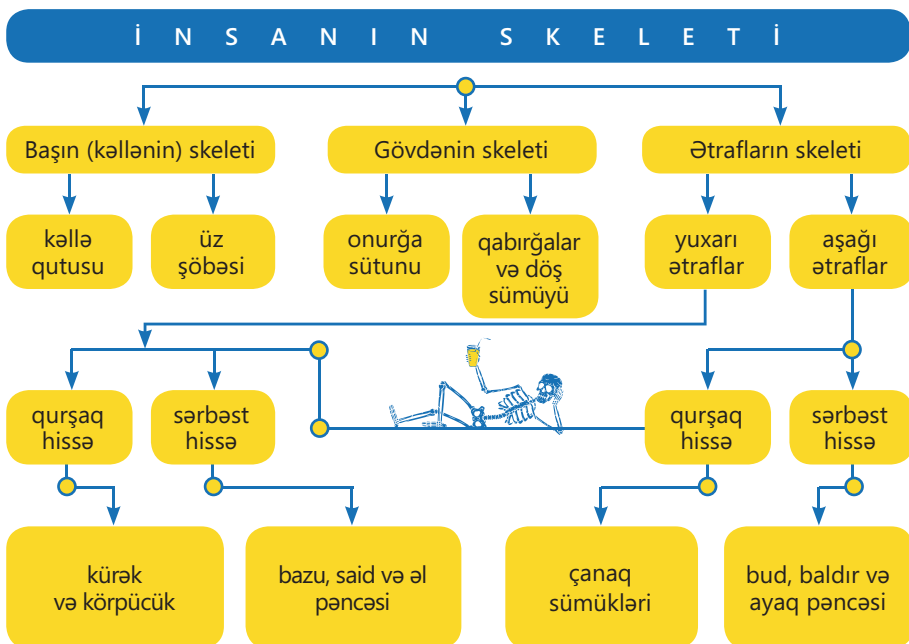 İNSANIN SKELETİ
Başın (kəllənin) skeleti
Gövdənin skeleti
Ətrafların skeleti
kəllə
qutusu
üz
şöbəsi
onurğa
sütunu
qabırğalar
və döş
sümüyü
yuxarı
ətraflar
aşağı
ətraflar
qurşaq
hissə
sərbəst
hissə
qurşaq
hissə
sərbəst
hissə
kürək
və körpücük
bazu, said və əl
pəncəsi
çanaq
sümükləri
bud, baldır və
ayaq pəncəsi